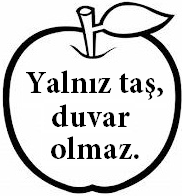 Yalnız taş,
duvar
olmaz.